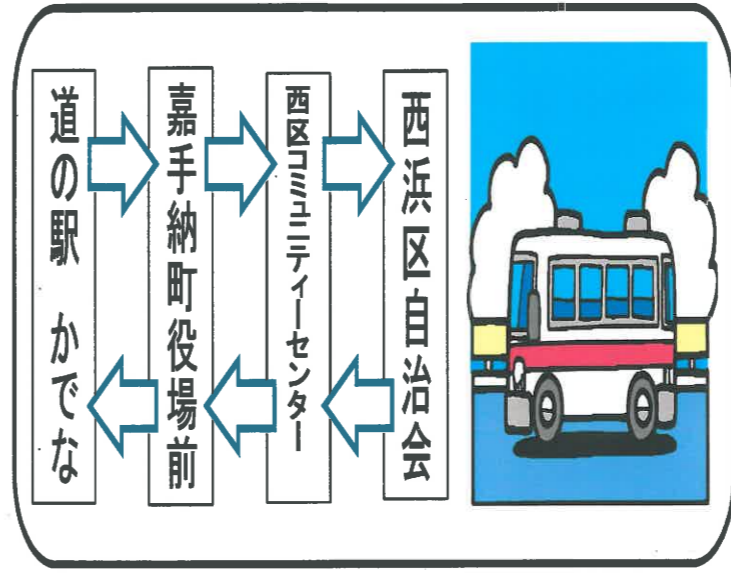 西浜区自治会
西区コミュニティーセンター
嘉手納町役場前
道の駅 かでな